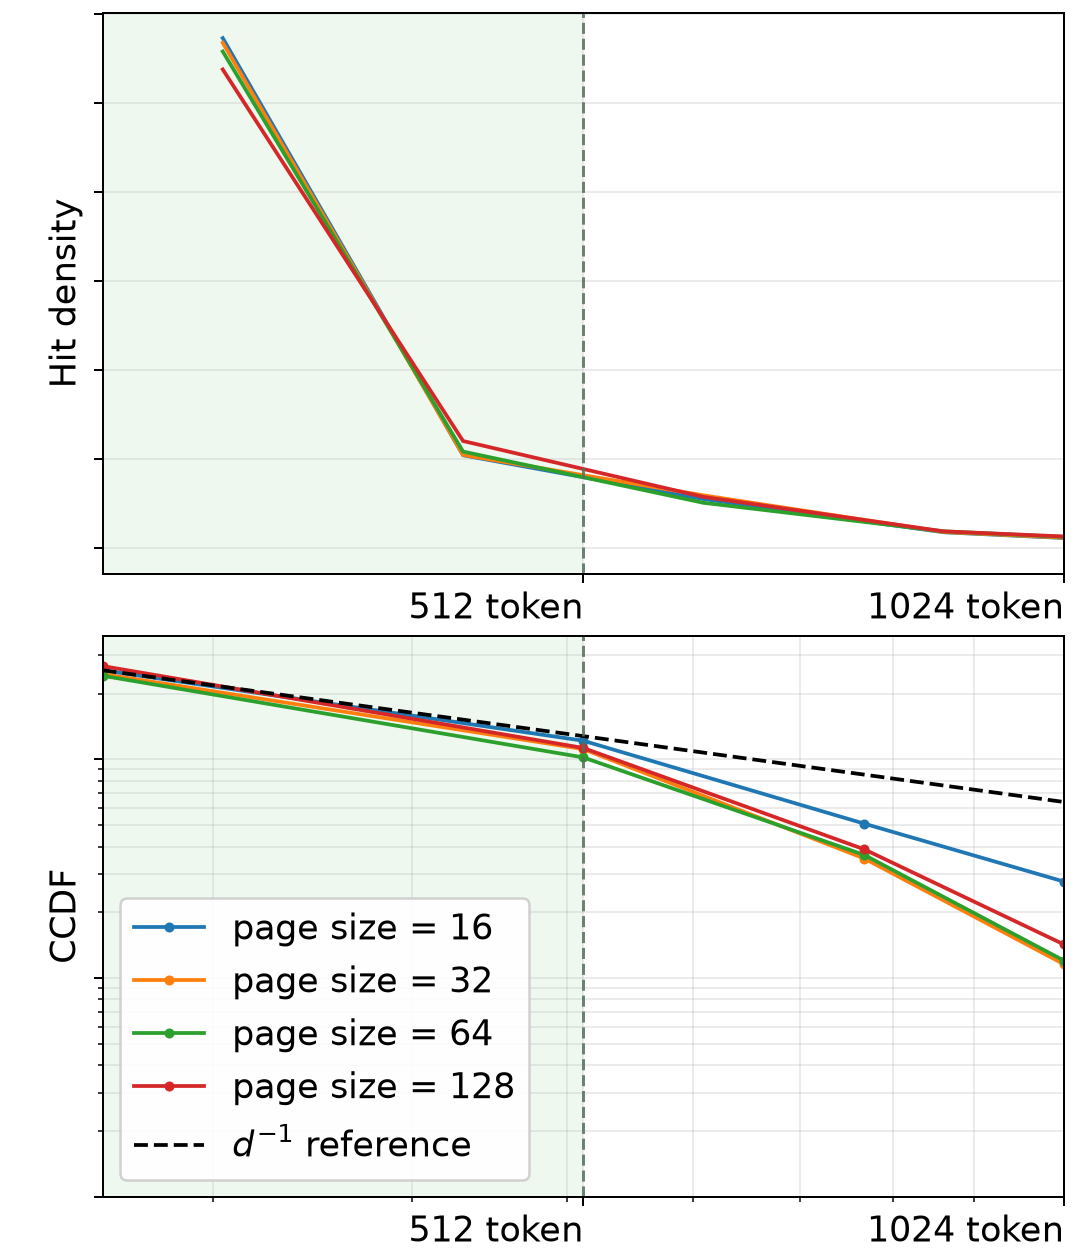 Hit density
512 token
1024 token
CCDF
page size = 16
page size = 32
page size = 64
page size = 128
d⁻¹ reference
512 token
1024 token